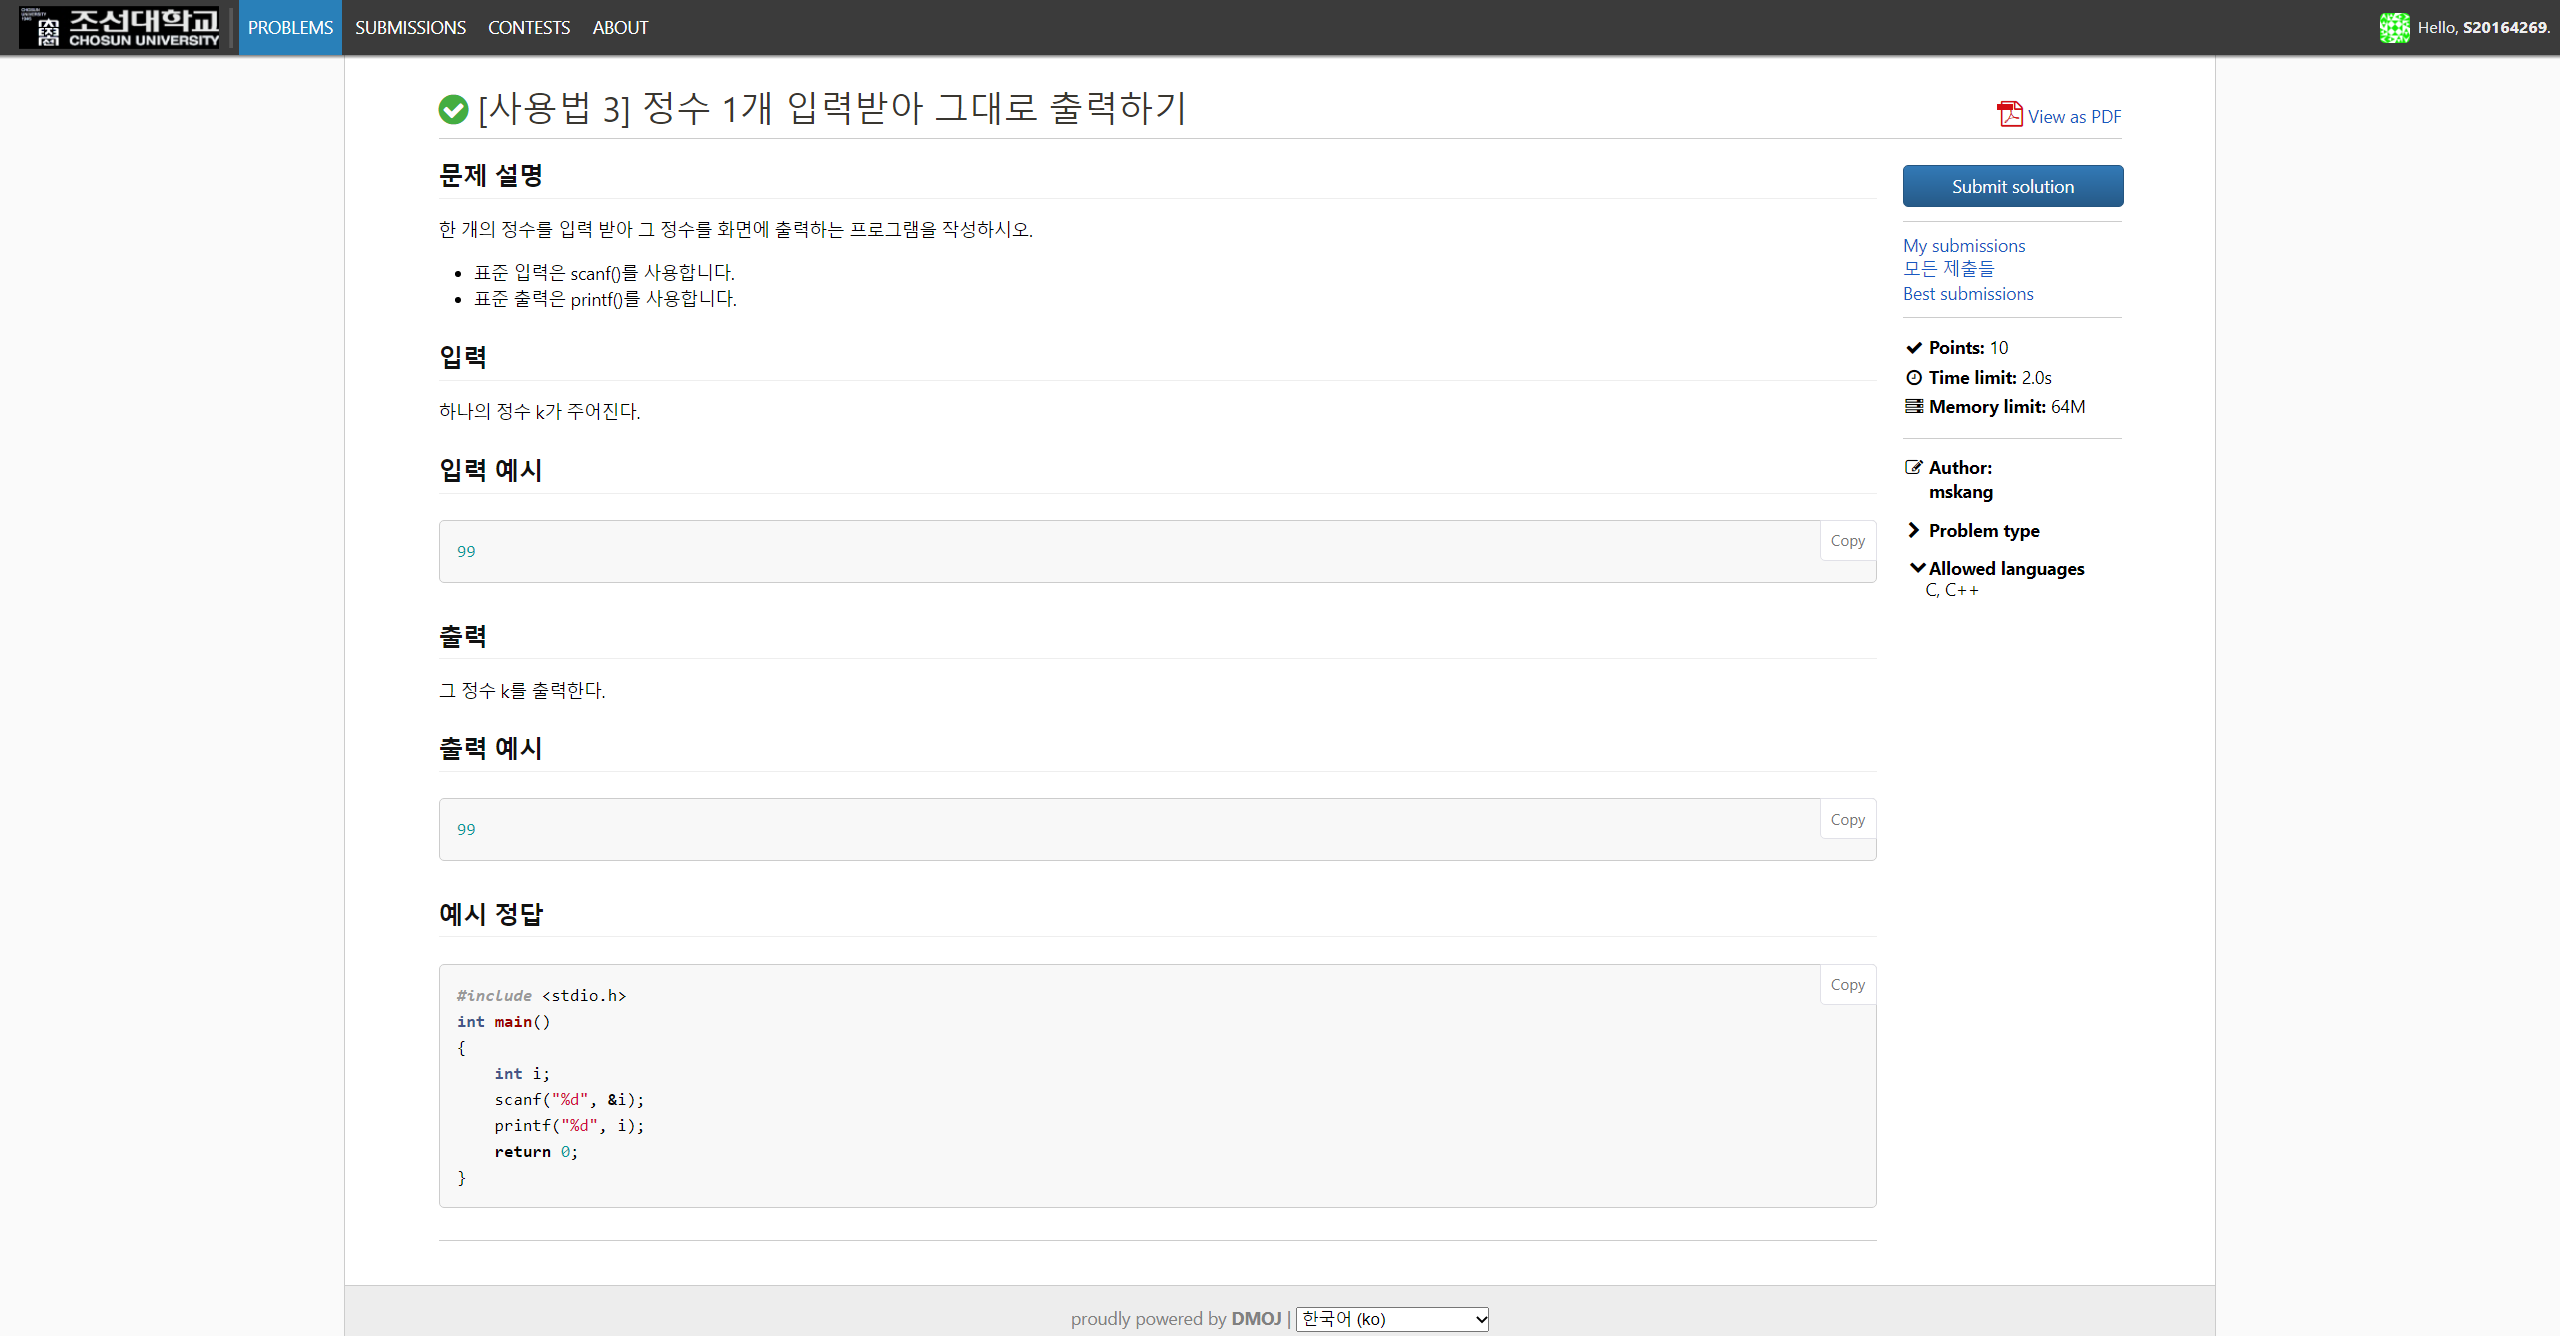 조선대학교
CHOSUN UNIVERSITY
PROBLEMS SUBMISSIONS CONTESTS ABOUT
Hello, S20164269.
[사용법 3] 정수 1개 입력받아 그대로 출력하기
View as PDF
문제 설명
한 개의 정수를 입력 받아 그 정수를 화면에 출력하는 프로그램을 작성하시오.
• 표준 입력은 scanf()를 사용합니다.
• 표준 출력은 printf()를 사용합니다.
입력
하나의 정수 k가 주어진다.
입력 예시
99
Copy
출력
그 정수 k를 출력한다.
출력 예시
99
Copy
예시 정답
Copy
#include <stdio.h>
int main()
{
    int i;
    scanf("%d", &i);
    printf("%d", i);
    return 0;
}
Submit solution
My submissions
모든 제출들
Best submissions
Points: 10
Time limit: 2.0s
Memory limit: 64M
Author:
mskang
Problem type
Allowed languages
C, C++
proudly powered by DMOJ | 한국어 (ko)